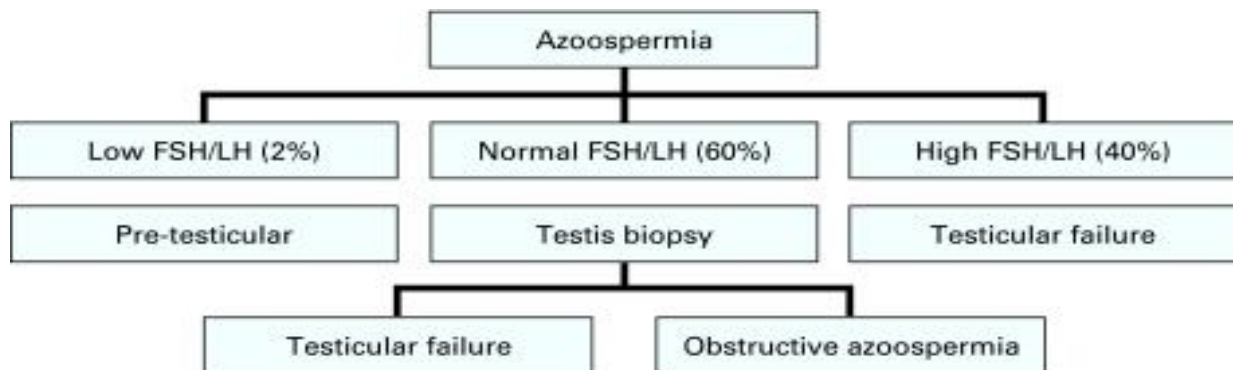 Azoospermia
Low FSH/LH (2%)
Normal FSH/LH (60%)
High FSH/LH (40%)
Pre-testicular
Testis biopsy
Testicular failure
Testicular failure
Obstructive azoospermia